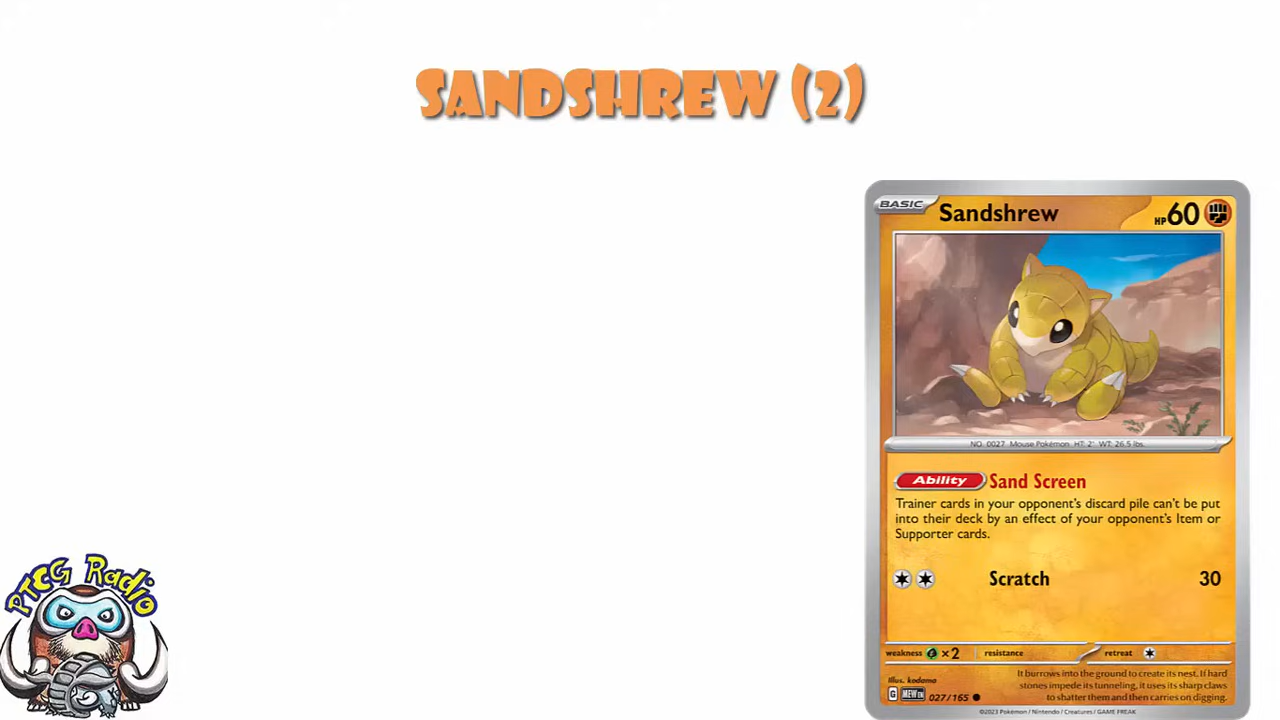 SANDSHREW (2)
BASIC
Sandshrew
HP 60
NO. 0027 Mouse Pokémon HT: 2' WT: 26.5 lbs.
Ability Sand Screen
Trainer cards in your opponent's discard pile can't be put
into their deck by an effect of your opponent's Item or
Supporter cards.
Scratch 30
weakness ×2 resistance retreat
Illus. kodama
It burrows into the ground to create its nest. If hard
stones impede its tunneling, it uses its sharp claws
to shatter them and then carries on digging.
G MEW EN 027/165
©2023 Pokémon / Nintendo / Creatures / GAME FREAK
PTCG Radio